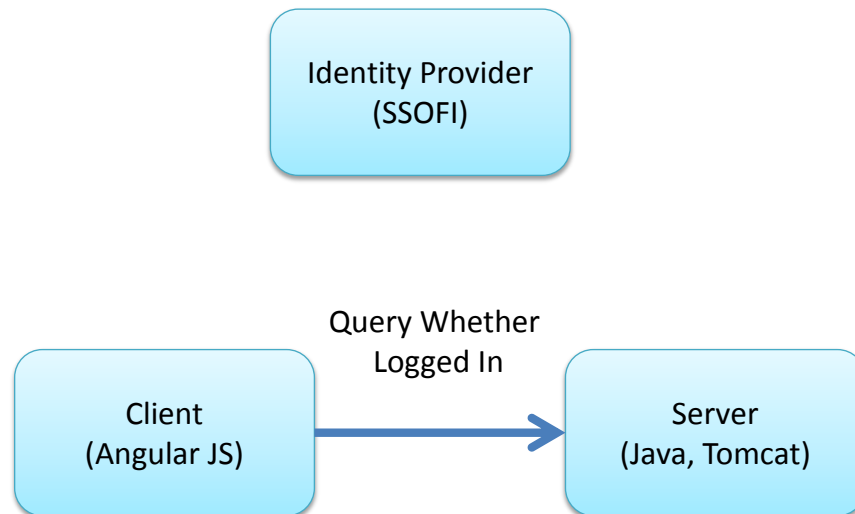 Identity Provider
(SSOFI)
Query Whether
Logged In
Client
(Angular JS)
Server
(Java, Tomcat)